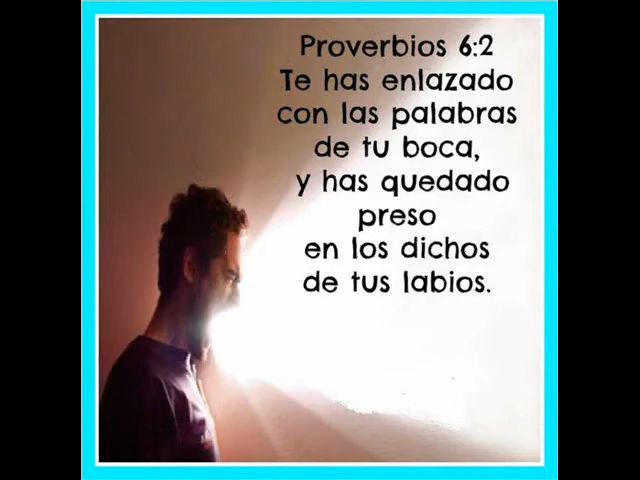 Proverbios 6:2
Te has enlazado
con las palabras
de tu boca,
y has quedado
preso
en los dichos
de tus labios.